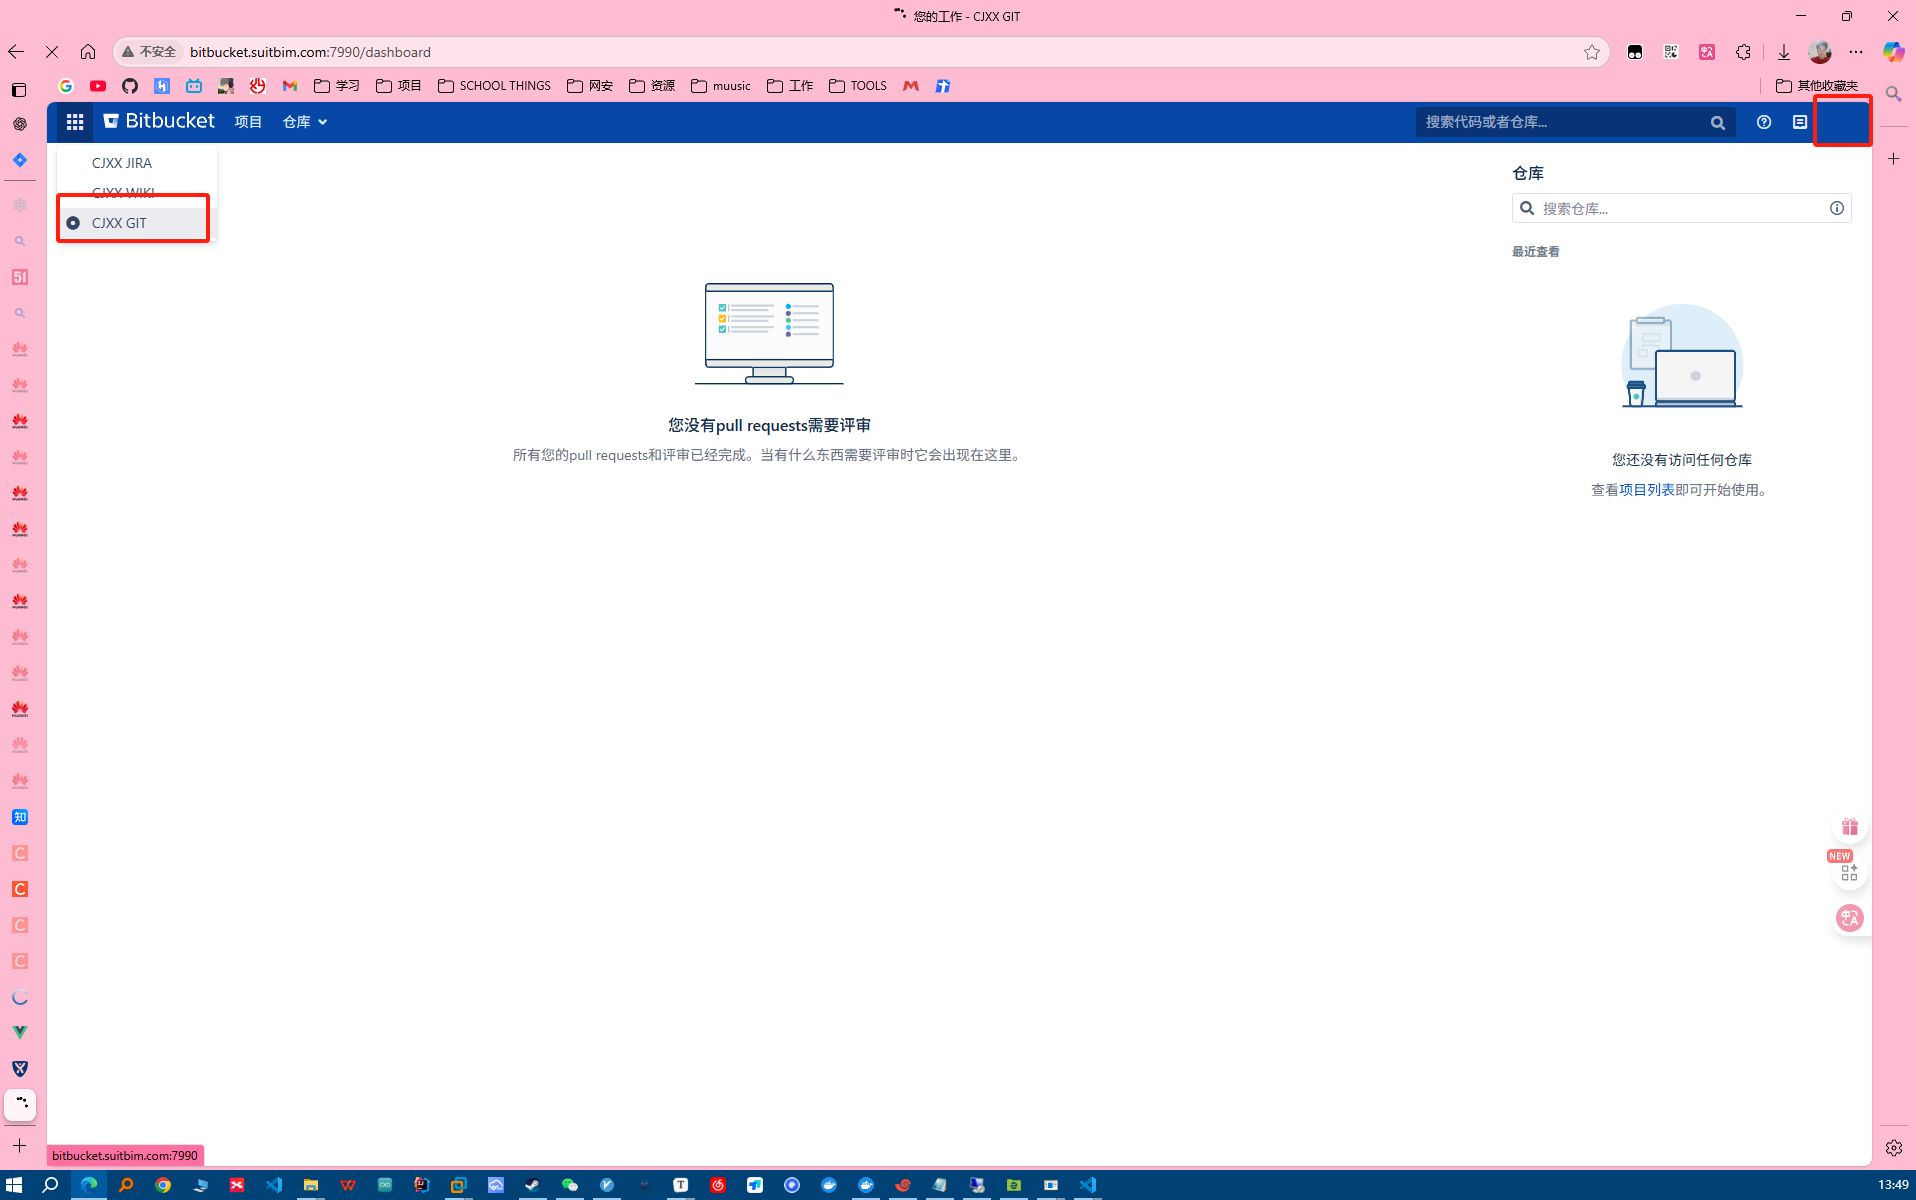 您的工作 - CJXX GIT
不安全 bitbucket.suitbim.com:7990/dashboard
学习 项目 SCHOOL THINGS 网安 资源 muusic 工作 TOOLS 其他收藏夹
Bitbucket 项目 仓库 搜索代码或者仓库...
CJXX JIRA
CJXX WIKI
CJXX GIT
仓库
搜索仓库...
最近查看
您没有pull requests需要评审
所有您的pull requests和评审已经完成。当有什么东西需要评审时它会出现在这里。
您还没有访问任何仓库
查看项目列表即可开始使用。
NEW
bitbucket.suitbim.com:7990
13:49